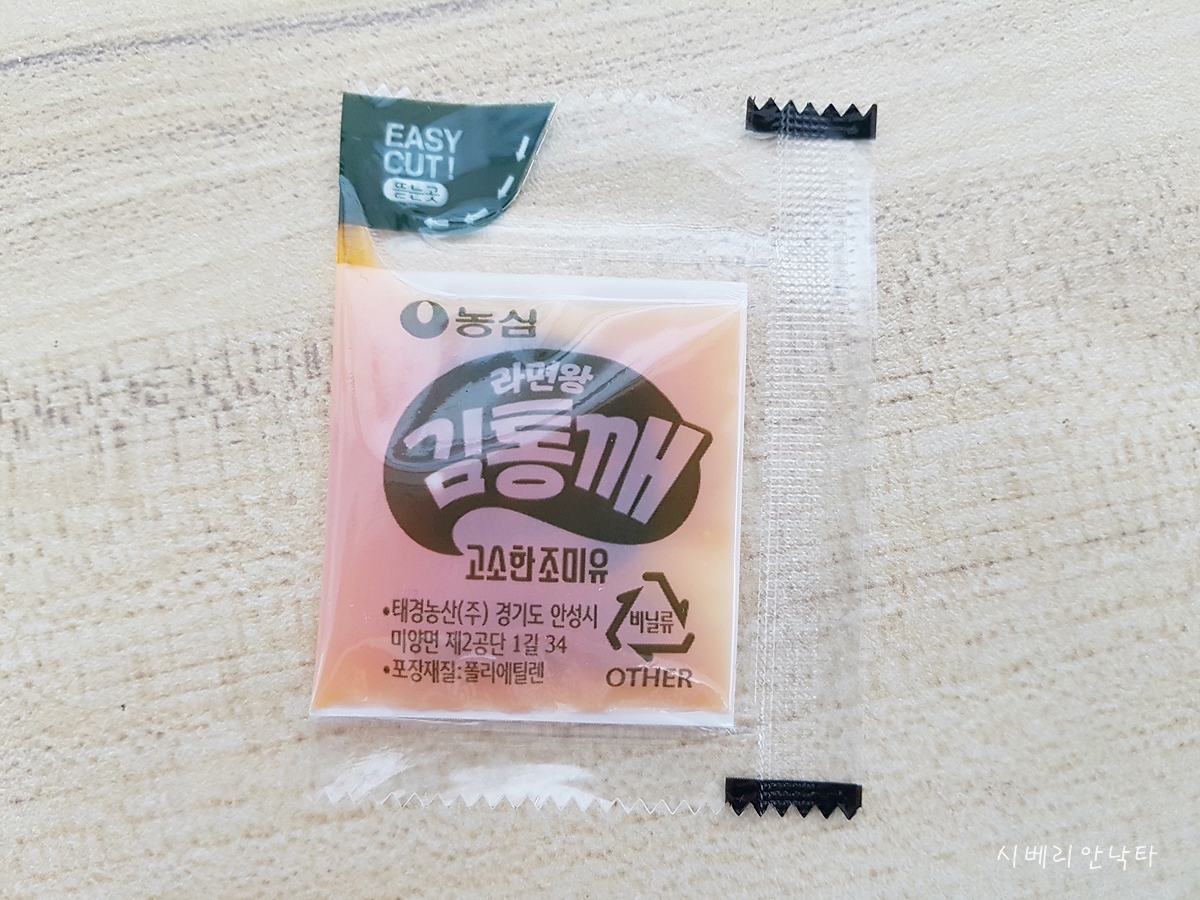 EASY
CUT!
뜯는곳
농심
라면왕
김통깨
고소한 조미유
•태경농산(주) 경기도 안성시
미양면 제2공단 1길 34
•포장재질:폴리에틸렌
비닐류
OTHER
시베리안낙타